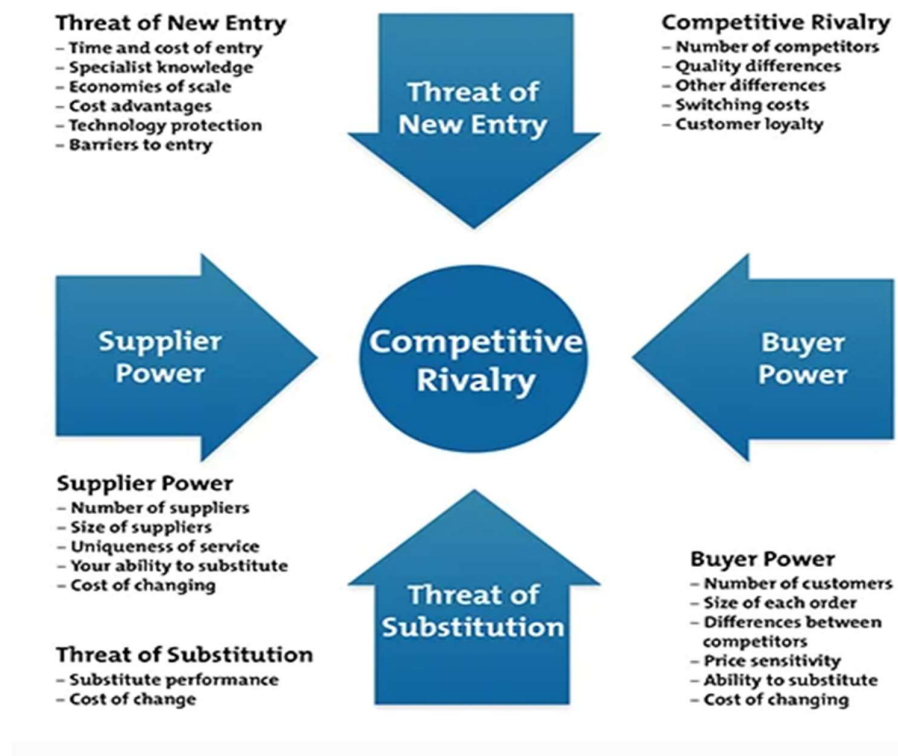 Threat of New Entry
– Time and cost of entry
– Specialist knowledge
– Economies of scale
– Cost advantages
– Technology protection
– Barriers to entry
Threat of
New Entry
Competitive Rivalry
– Number of competitors
– Quality differences
– Other differences
– Switching costs
– Customer loyalty
Supplier
Power
Competitive
Rivalry
Buyer
Power
Supplier Power
– Number of suppliers
– Size of suppliers
– Uniqueness of service
– Your ability to substitute
– Cost of changing
Threat of Substitution
– Substitute performance
– Cost of change
Threat of
Substitution
Buyer Power
– Number of customers
– Size of each order
– Differences between
competitors
– Price sensitivity
– Ability to substitute
– Cost of changing